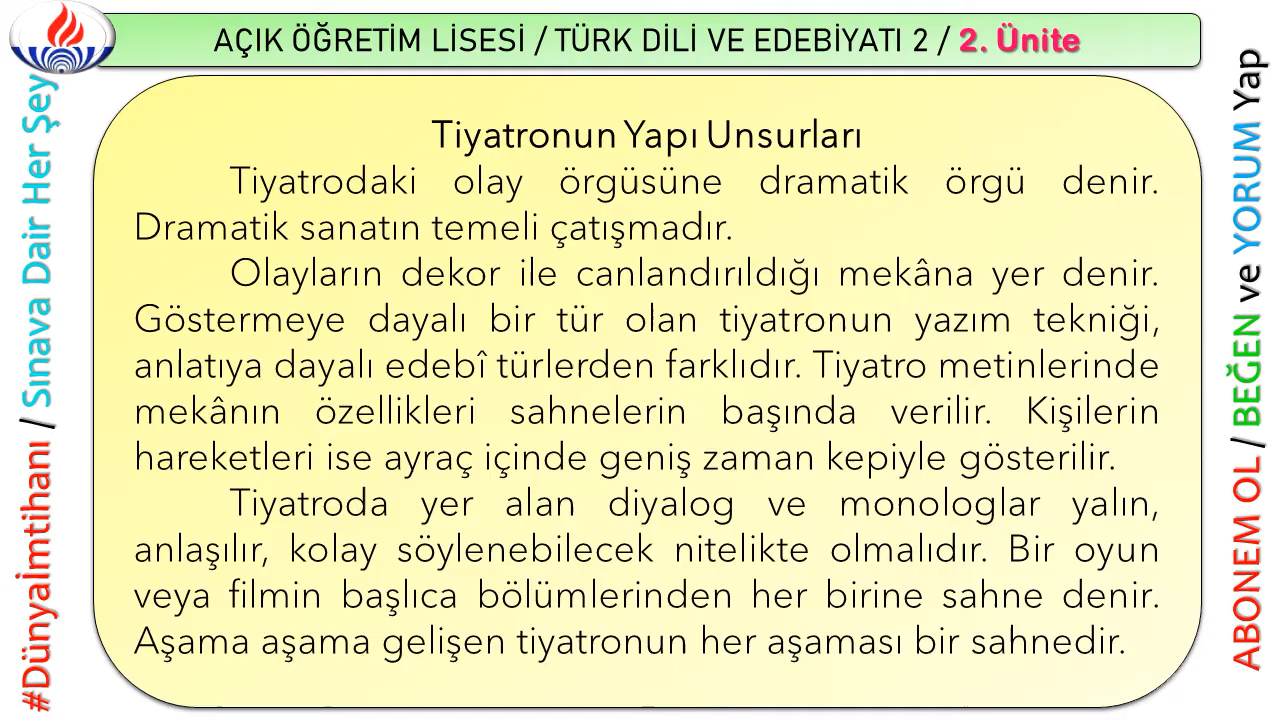 AÇIK ÖĞRETİM LİSESİ / TÜRK DİLİ VE EDEBİYATI 2 / 2. Ünite
#Dünyaİmtihanı / Sınava Dair Her Şey
Tiyatronun Yapı Unsurları
Tiyatrodaki olay örgüsüne dramatik örgü denir.
Dramatik sanatın temeli çatışmadır.
Olayların dekor ile canlandırıldığı mekâna yer denir.
Göstermeye dayalı bir tür olan tiyatronun yazım tekniği,
anlatıya dayalı edebî türlerden farklıdır. Tiyatro metinlerinde
mekânın özellikleri sahnelerin başında verilir. Kişilerin
hareketleri ise ayraç içinde geniş zaman kepiyle gösterilir.
Tiyatroda yer alan diyalog ve monologlar yalın,
anlaşılır, kolay söylenebilecek nitelikte olmalıdır. Bir oyun
veya filmin başlıca bölümlerinden her birine sahne denir.
Aşama aşama gelişen tiyatronun her aşaması bir sahnedir.
ABONEM OL / BEĞEN ve YORUM Yap